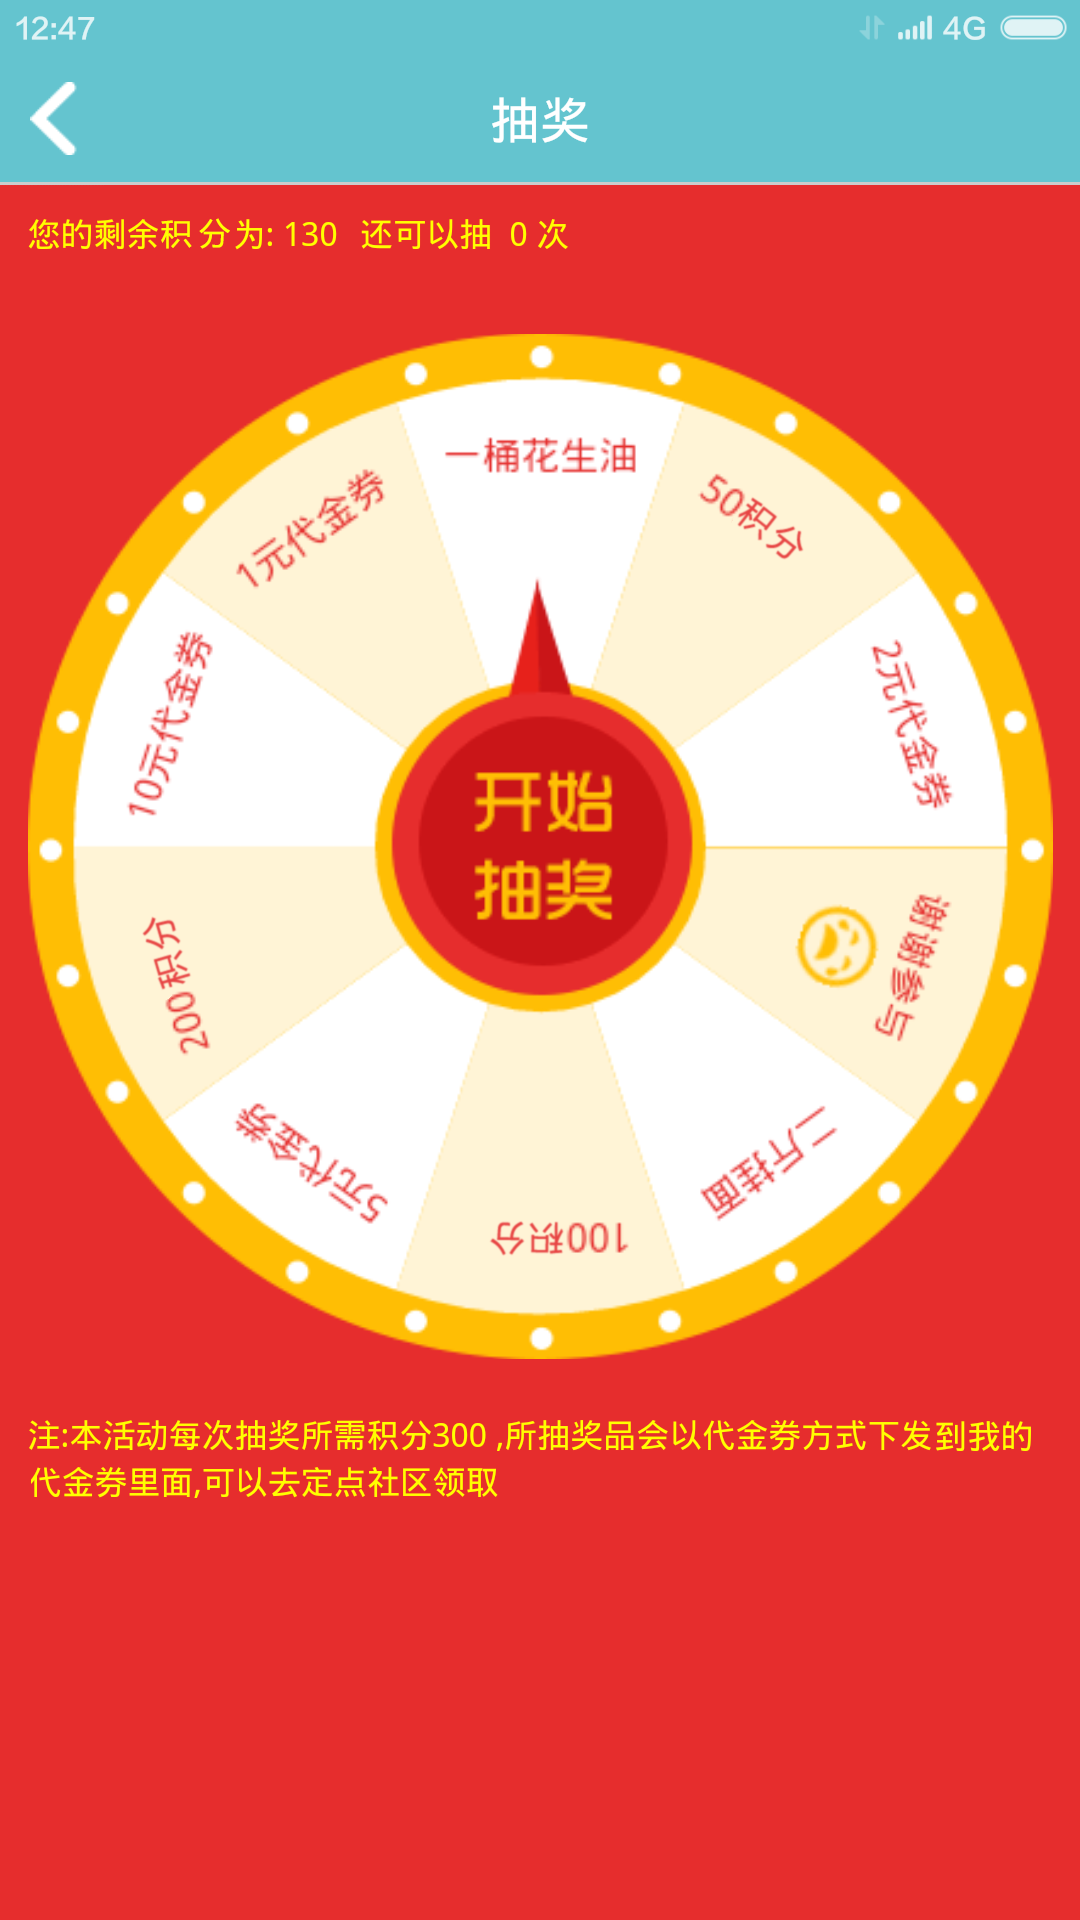 12:47
4G
抽奖
您的剩余积分为: 130 还可以抽 0 次
一桶花生油
50积分
2元代金券
谢谢参与
二斤挂面
100积分
5元代金券
200积分
10元代金券
1元代金券
开始
抽奖
注:本活动每次抽奖所需积分300 ,所抽奖品会以代金券方式下发到我的
代金券里面,可以去定点社区领取